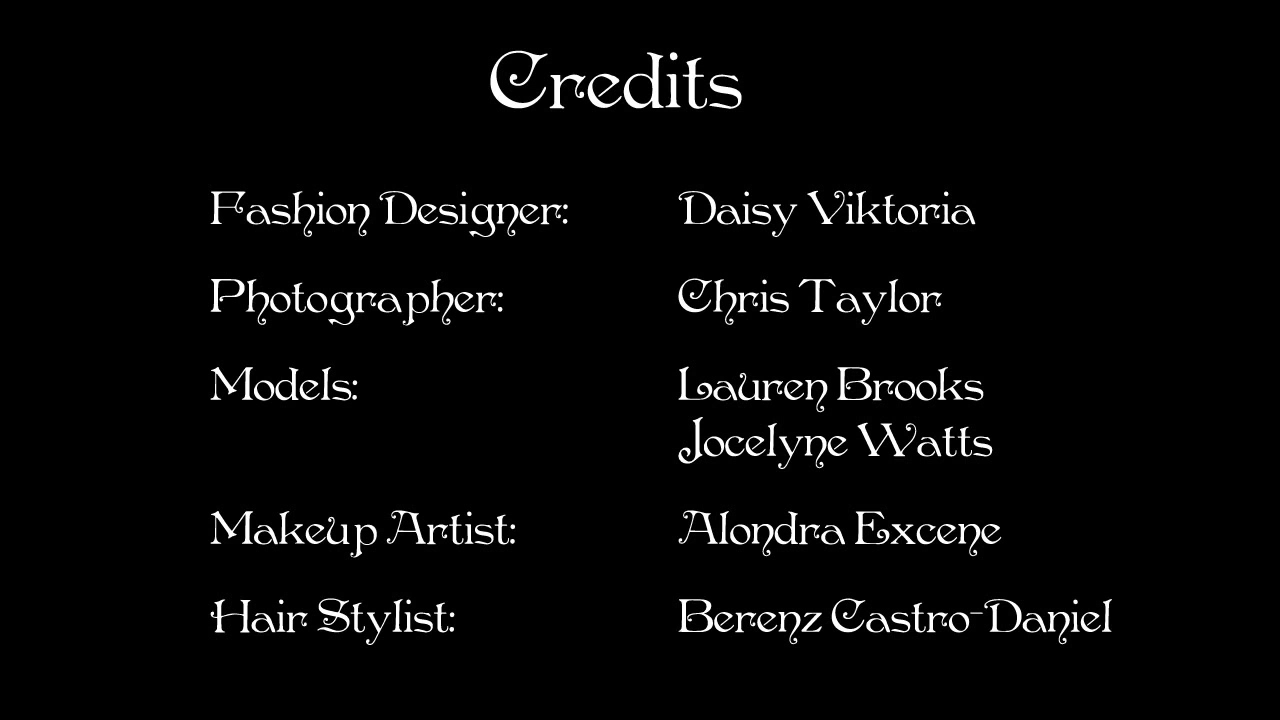 Credits
Fashion Designer: Daisy Viktoria
Photographer: Chris Taylor
Models: Lauren Brooks
Jocelyne Watts
Makeup Artist: Alondra Excene
Hair Stylist: Berenz Castro-Daniel